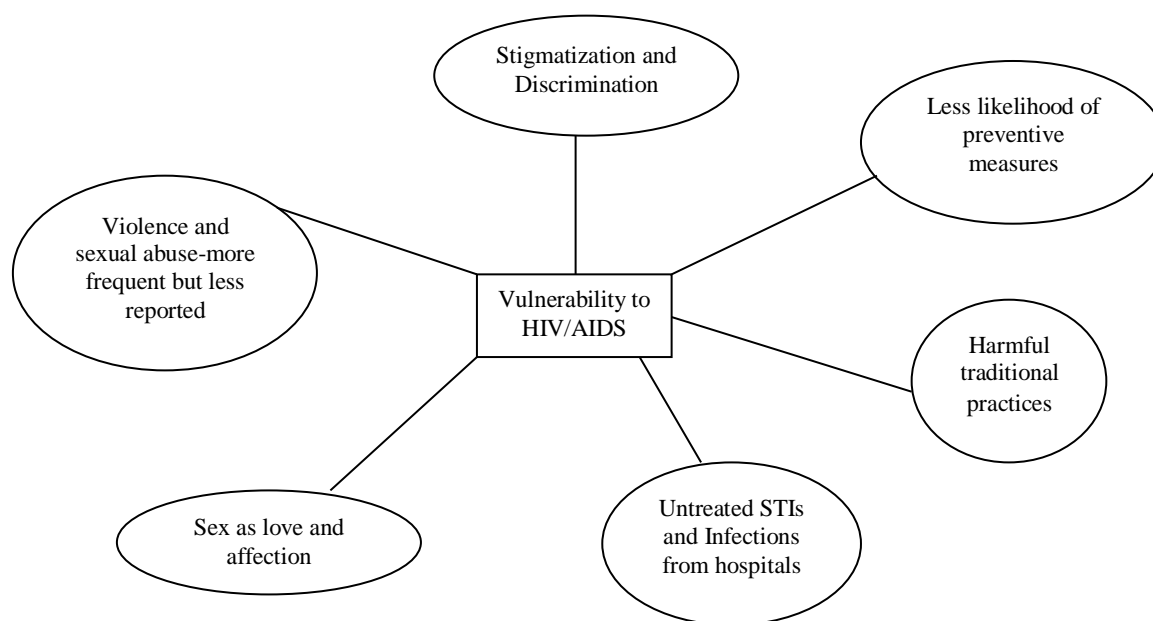 Stigmatization and
Discrimination
Less likelihood of
preventive
measures
Violence and
sexual abuse-more
frequent but less
reported
Vulnerability to
HIV/AIDS
Harmful
traditional
practices
Sex as love and
affection
Untreated STIs
and Infections
from hospitals